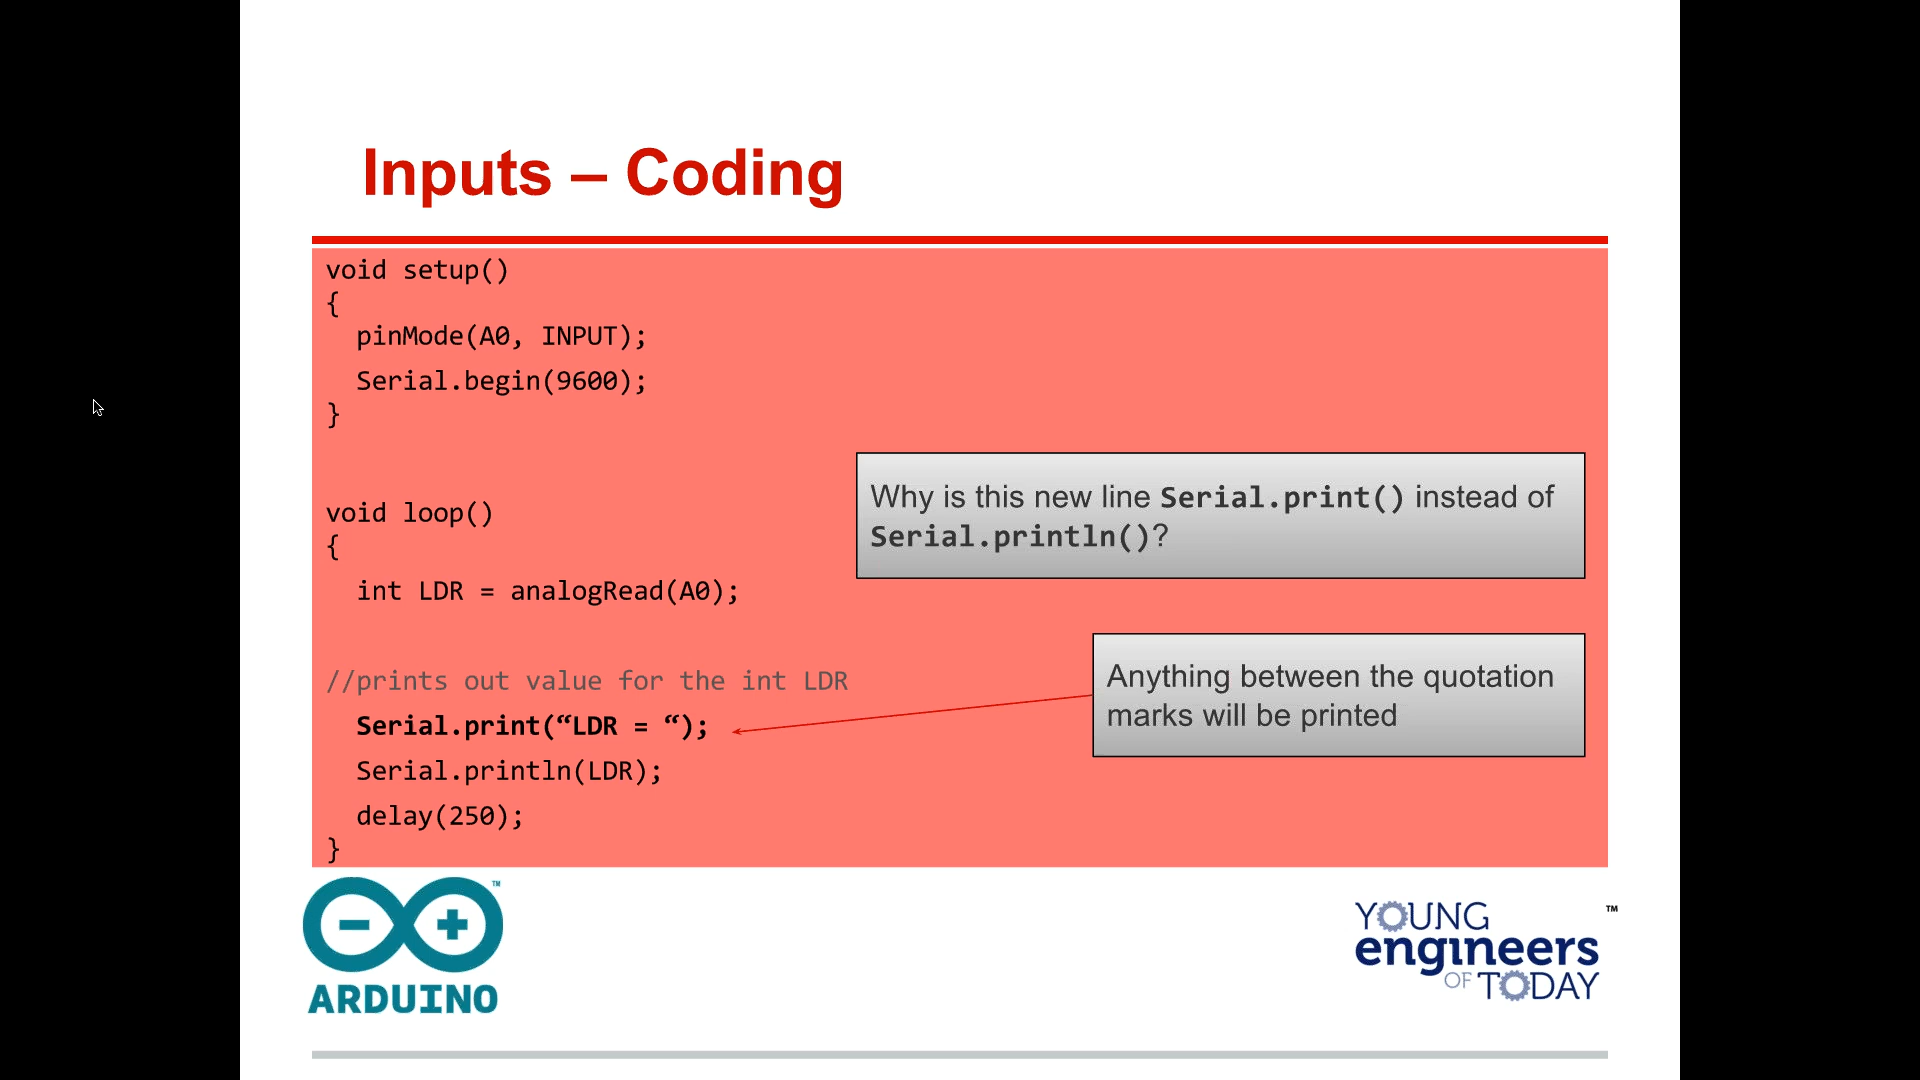 Inputs – Coding
void setup()
{
pinMode(A0, INPUT);
Serial.begin(9600);
}
void loop()
{
int LDR = analogRead(A0);
//prints out value for the int LDR
Serial.print(“LDR = “);
Serial.println(LDR);
delay(250);
}
Why is this new line Serial.print() instead of
Serial.println()?
Anything between the quotation
marks will be printed
TM
ARDUINO
YOUNG TM
engineers
OF TODAY